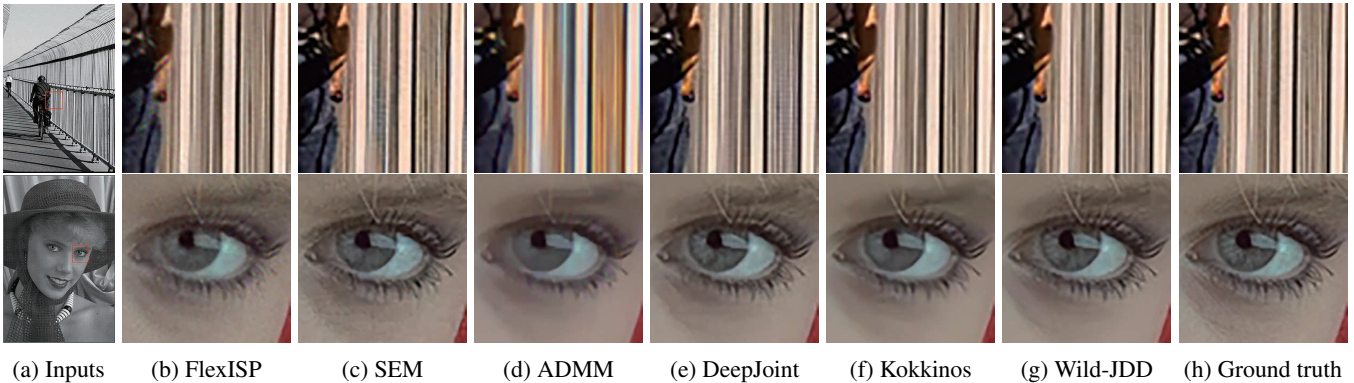 (a) Inputs (b) FlexISP (c) SEM (d) ADMM (e) DeepJoint (f) Kokkinos (g) Wild-JDD (h) Ground truth